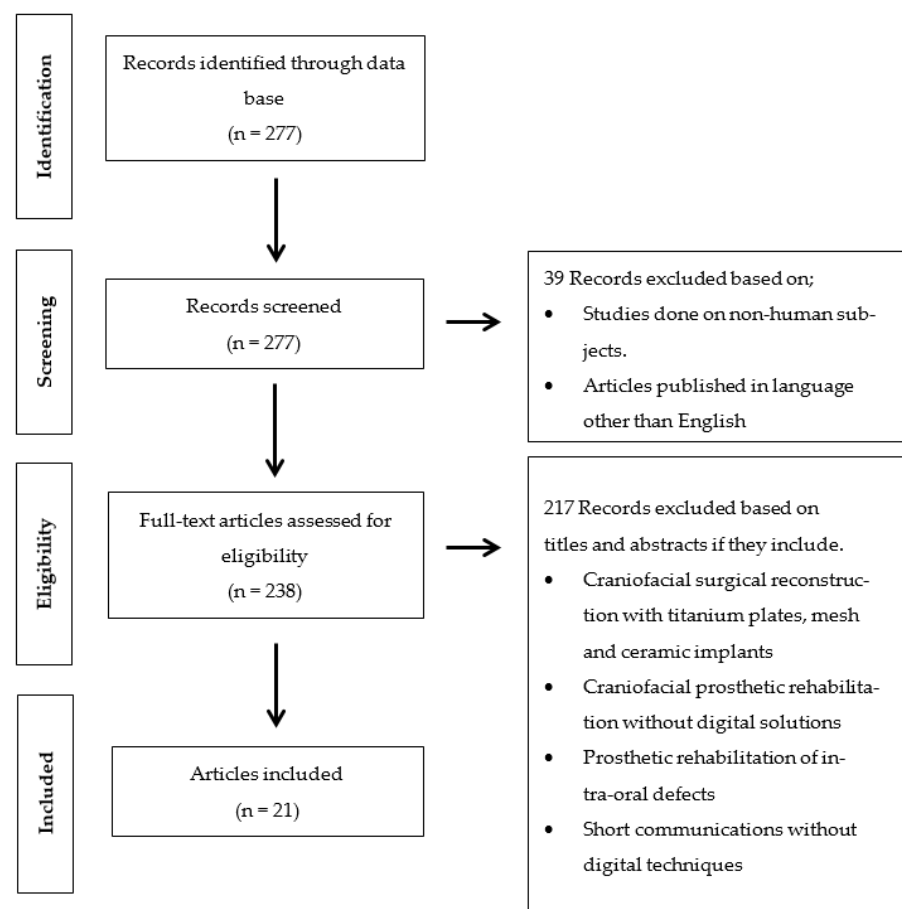 Identification
Records identified through data
base
(n = 277)
Screening
Records screened
(n = 277)
39 Records excluded based on;
• Studies done on non-human sub-
jects.
• Articles published in language
other than English
Eligibility
Full-text articles assessed for
eligibility
(n = 238)
217 Records excluded based on
titles and abstracts if they include.
• Craniofacial surgical reconstruc-
tion with titanium plates, mesh
and ceramic implants
• Craniofacial prosthetic rehabilita-
tion without digital solutions
• Prosthetic rehabilitation of in-
tra-oral defects
• Short communications without
digital techniques
Included
Articles included
(n = 21)